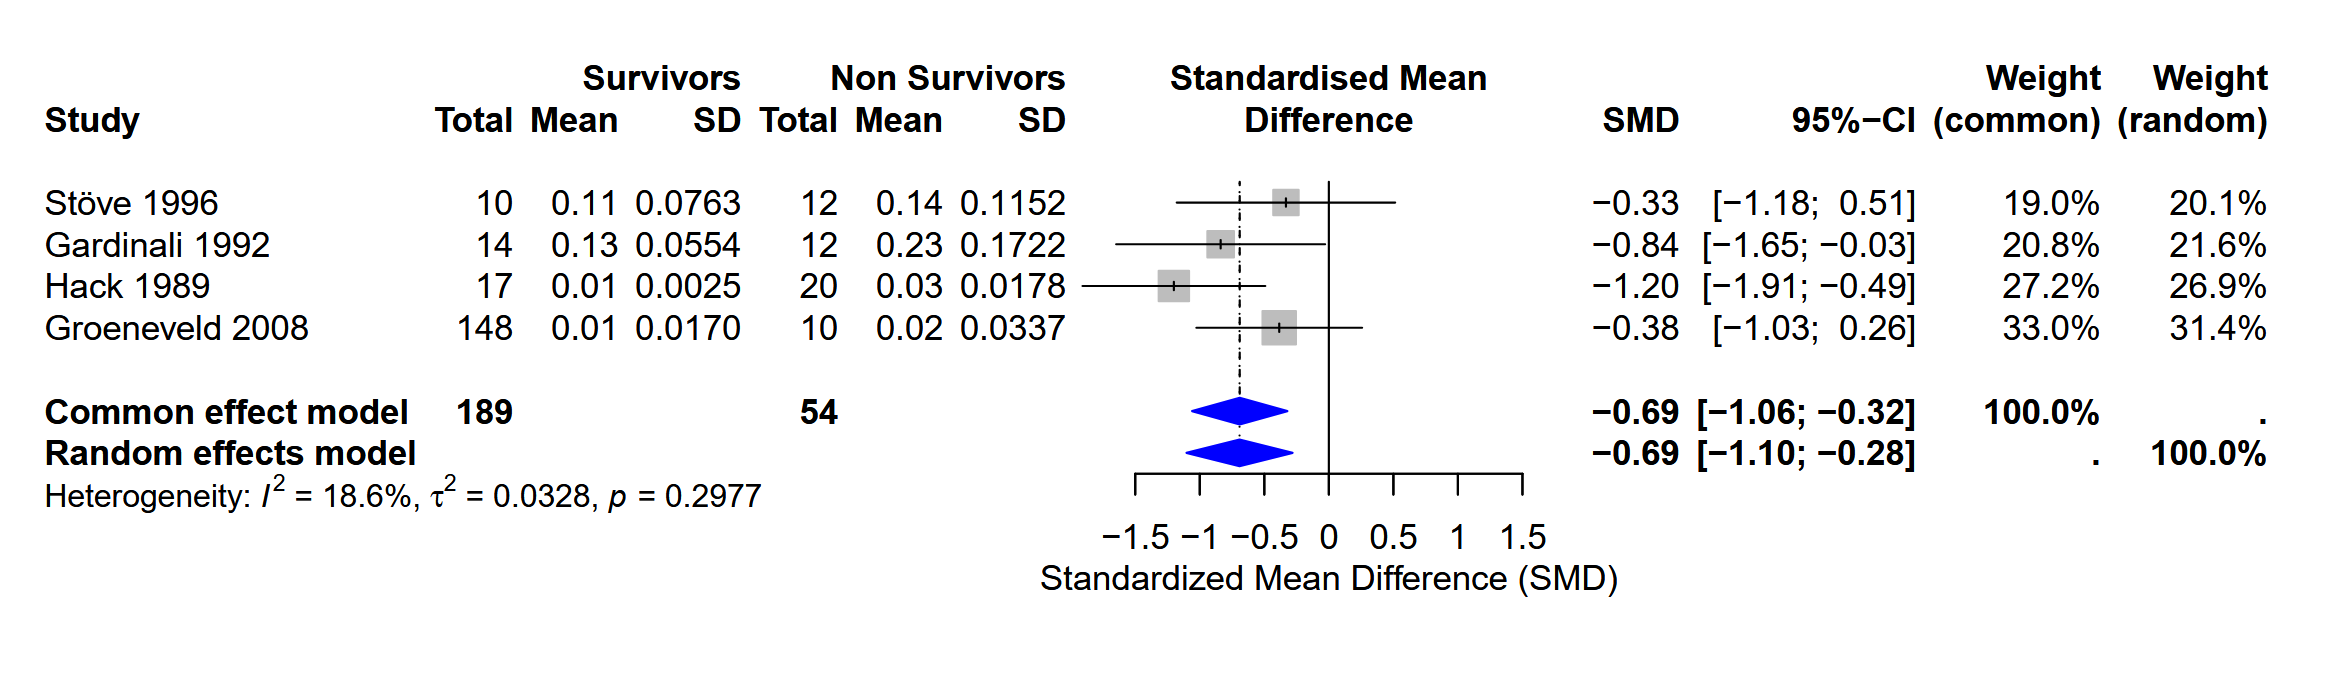 Survivors Non Survivors Standardised Mean Weight Weight
Study Total Mean SD Total Mean SD Difference SMD 95%−CI (common) (random)
Stöve 1996 10 0.11 0.0763 12 0.14 0.1152 −0.33 [−1.18; 0.51] 19.0% 20.1%
Gardinali 1992 14 0.13 0.0554 12 0.23 0.1722 −0.84 [−1.65; −0.03] 20.8% 21.6%
Hack 1989 17 0.01 0.0025 20 0.03 0.0178 −1.20 [−1.91; −0.49] 27.2% 26.9%
Groeneveld 2008 148 0.01 0.0170 10 0.02 0.0337 −0.38 [−1.03; 0.26] 33.0% 31.4%
Common effect model 189 54 −0.69 [−1.06; −0.32] 100.0% .
Random effects model −0.69 [−1.10; −0.28] . 100.0%
Heterogeneity: I² = 18.6%, τ² = 0.0328, p = 0.2977
−1.5 −1 −0.5 0 0.5 1 1.5
Standardized Mean Difference (SMD)